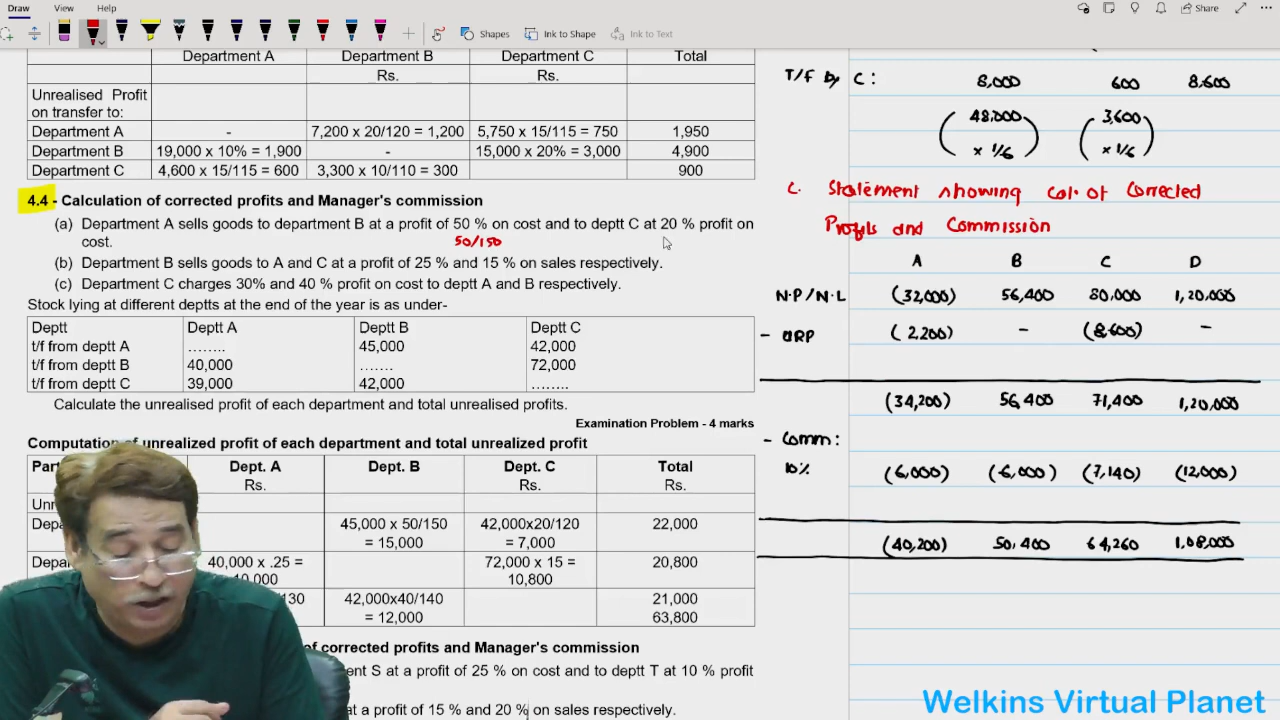 Draw View Share
Shapes Ink to Shape Ink to Text
Department A Department B Department C Total
Rs. Rs.
Unrealised Profit
on transfer to:
Department A - 7,200 x 20/120 = 1,200 5,750 x 15/115 = 750 1,950
Department B 19,000 x 10% = 1,900 - 15,000 x 20% = 3,000 4,900
Department C 4,600 x 15/115 = 600 3,300 x 10/110 = 300 900
4.4 - Calculation of corrected profits and Manager's commission
(a) Department A sells goods to department B at a profit of 50 % on cost and to deptt C at 20 % profit on
cost.
50/150
(b) Department B sells goods to A and C at a profit of 25 % and 15 % on sales respectively.
(c) Department C charges 30% and 40 % profit on cost to deptt A and B respectively.
Stock lying at different deptts at the end of the year is as under-
Deptt Deptt A Deptt B Deptt C
t/f from deptt A ........ 45,000 42,000
t/f from deptt B 40,000 ....... 72,000
t/f from deptt C 39,000 42,000 ........
Calculate the unrealised profit of each department and total unrealised profits.
Examination Problem - 4 marks
Computation of unrealized profit of each department and total unrealized profit
Dept. A Dept. B Dept. C Total
Rs. Rs. Rs.
45,000 x 50/150 42,000x20/120 22,000
= 15,000 = 7,000
40,000 x .25 = 72,000 x 15 = 20,800
10,000 10,800
/130 42,000x40/140 21,000
= 12,000 63,800
of corrected profits and Manager's commission
ent S at a profit of 25 % on cost and to deptt T at 10 % profit
at a profit of 15 % and 20 % on sales respectively.
T/F by C: 8,000 600 8,600
(48,000 x 1/6) (3,600 x 1/6)
C. Statement showing cal. of Corrected
Profits and Commission
A B C D
N.P/N.L (32,000) 56,400 80,000 1,20,000
- URP (2,200) - (8,600) -
(34,200) 56,400 71,400 1,20,000
- Comm:
10% (6,000) (6,000) (7,140) (12,000)
(40,200) 50,400 64,260 1,08,000
Welkins Virtual Planet